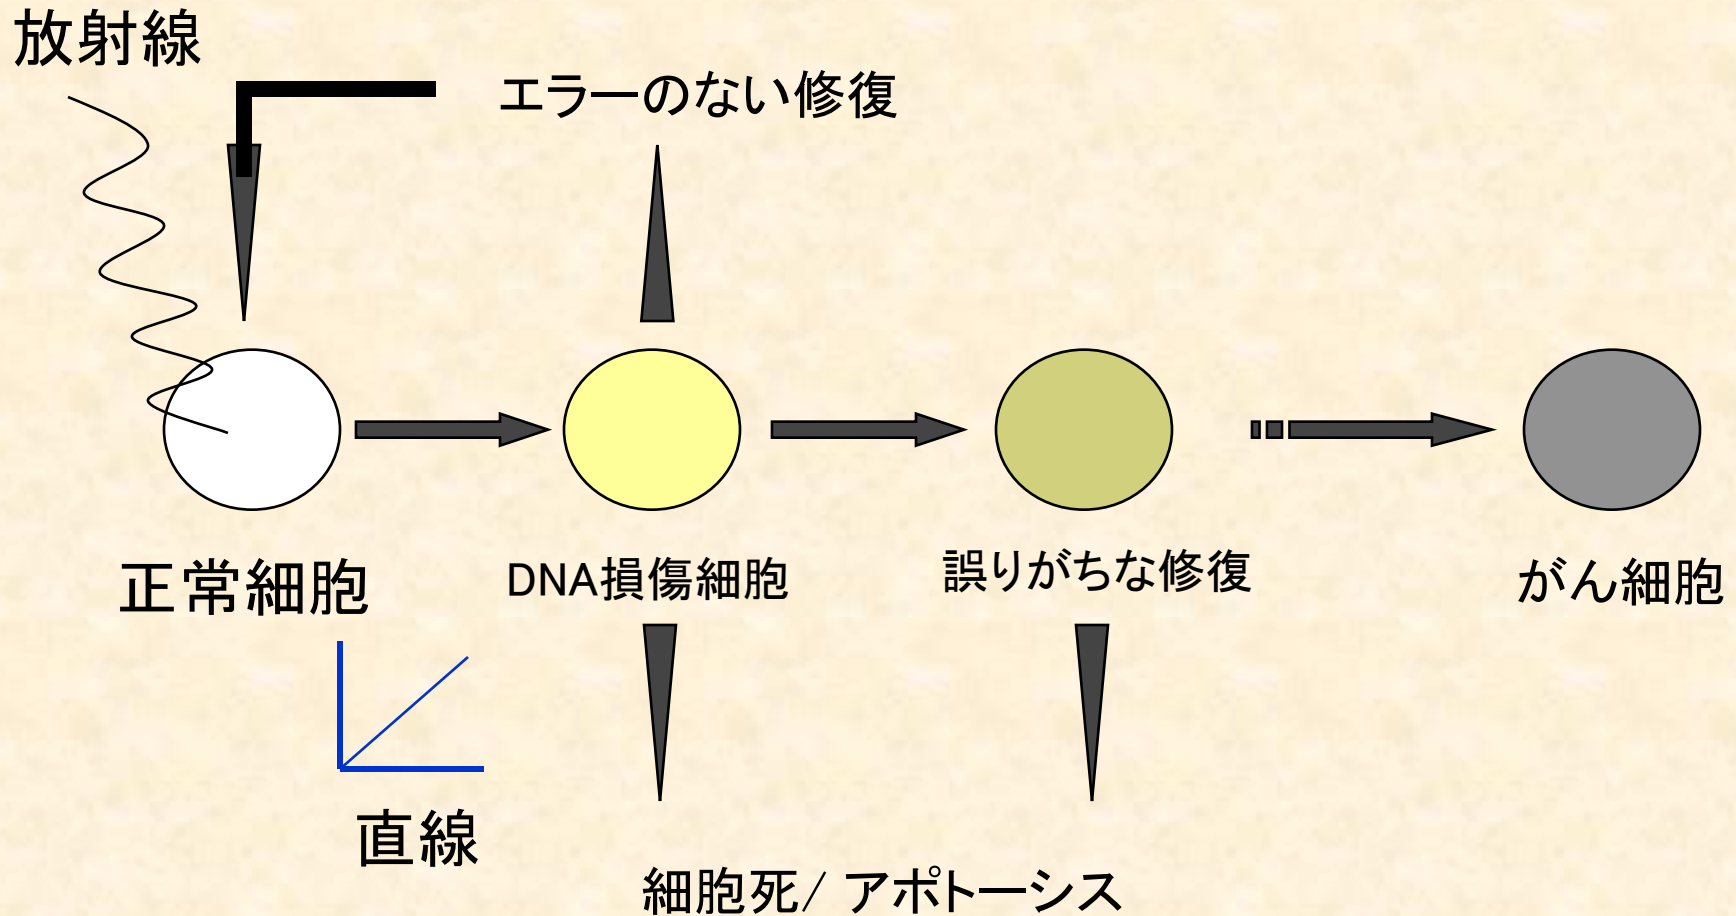 放射線
エラーのない修復
正常細胞
DNA損傷細胞
誤りがちな修復
がん細胞
直線
細胞死/ アポトーシス